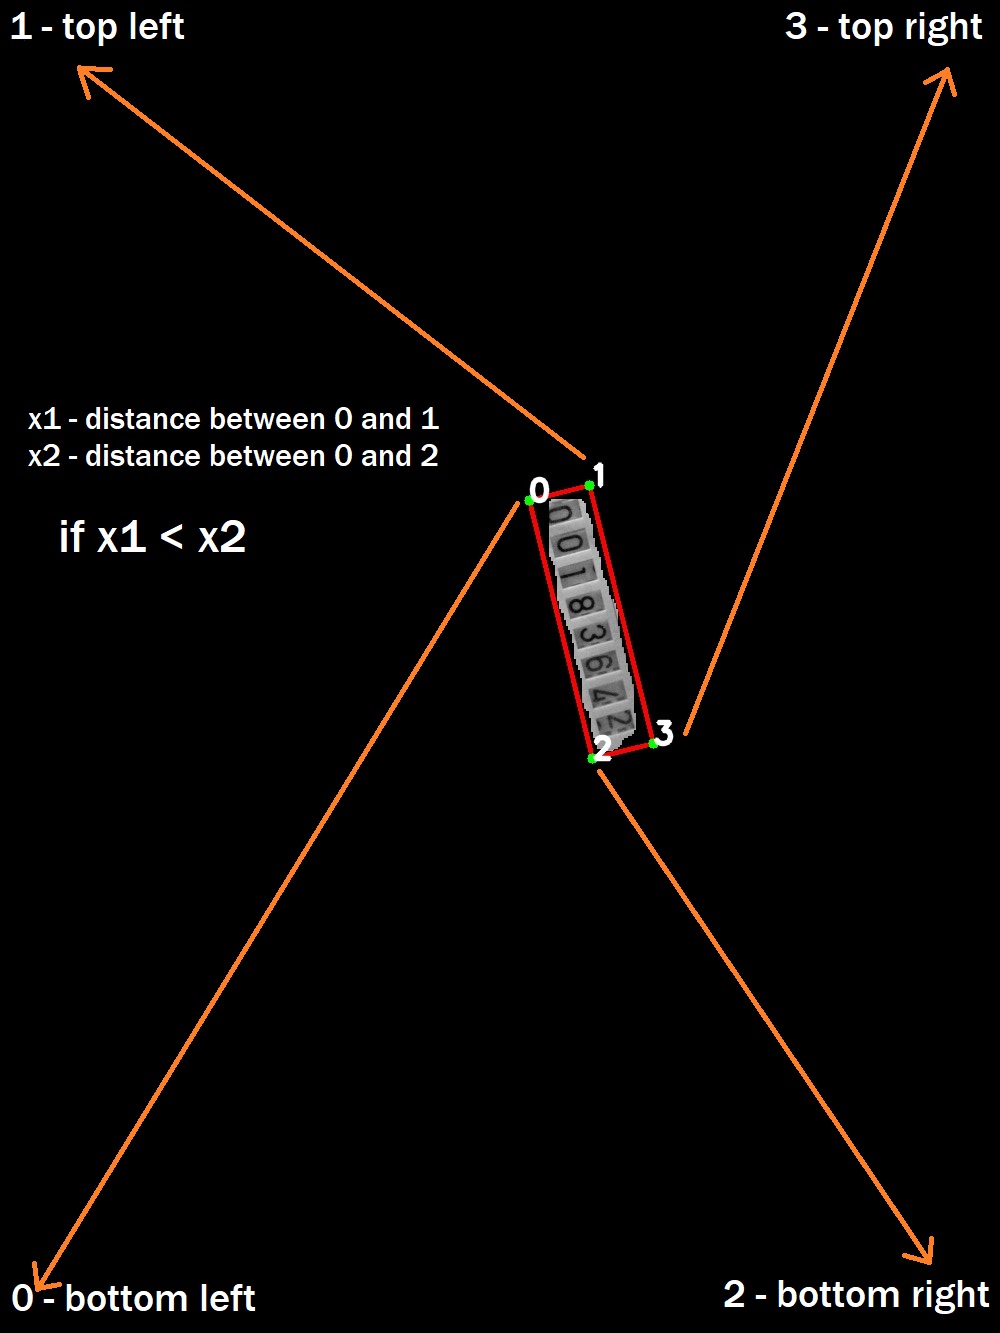 1 - top left
3 - top right
x1 - distance between 0 and 1
x2 - distance between 0 and 2
if x1 < x2
0
1
00183642
2
3
0 - bottom left
2 - bottom right